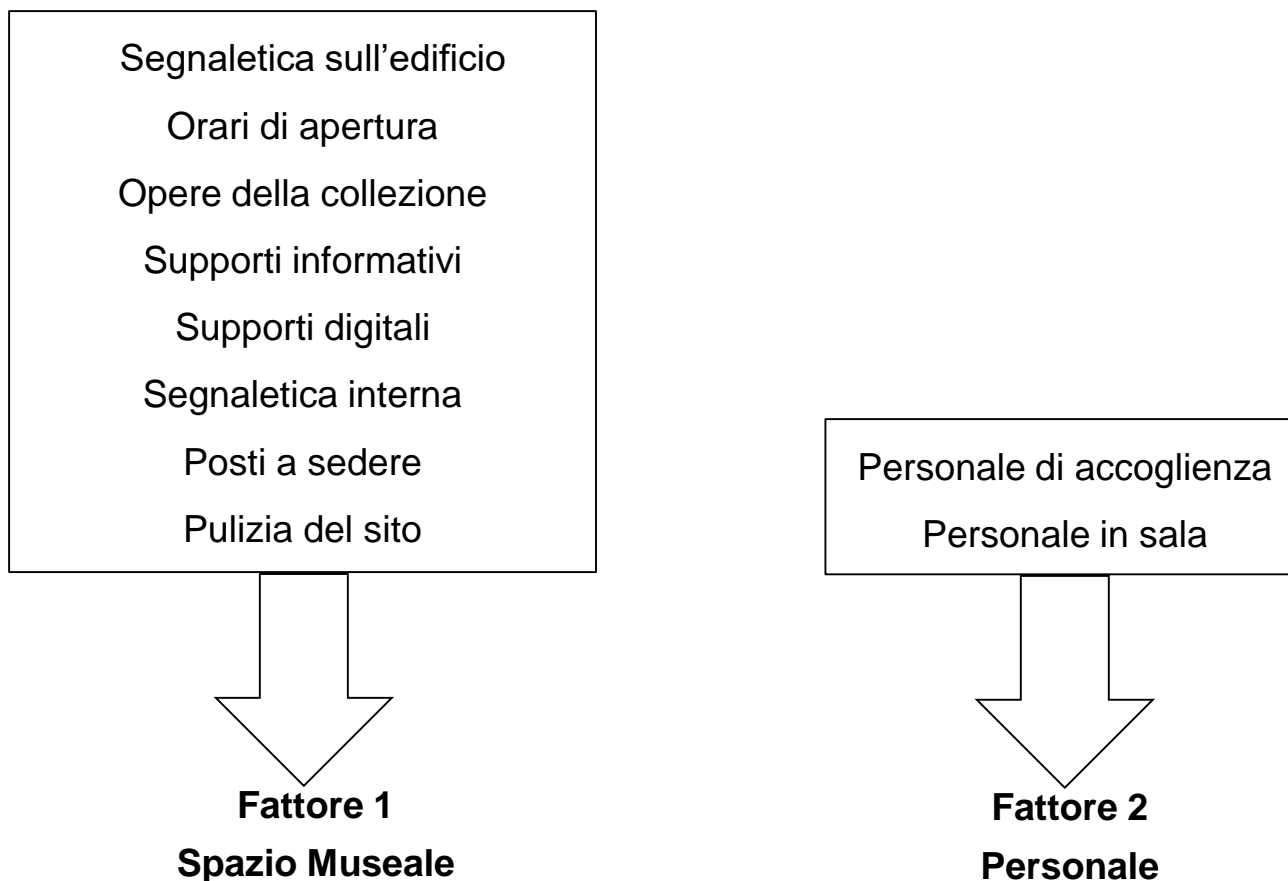 Segnaletica sull’edificio
Orari di apertura
Opere della collezione
Supporti informativi
Supporti digitali
Segnaletica interna
Posti a sedere
Pulizia del sito
Fattore 1
Spazio Museale
Personale di accoglienza
Personale in sala
Fattore 2
Personale